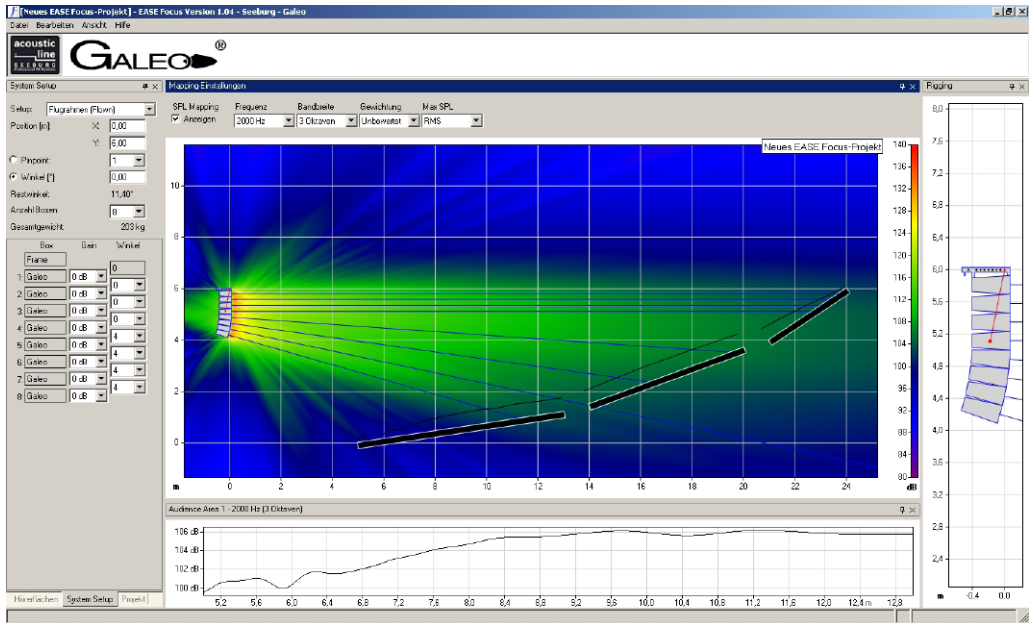 [Neues EASE Focus-Projekt] - EASE Focus Version 1.04 - Seeburg - Galeo
Datei Bearbeiten Ansicht Hilfe
acoustic
line
SEEBURG
GALEO®
System Setup
Setup: Flugrahmen (Flown)
Position [m]: X: 0,00
Y: 6,00
Pinpoint: 1
Winkel [°] 0,00
Restwinkel: 11,40°
Anzahl Boxen: 8
Gesamtgewicht: 203 kg
Box Gain Winkel
Frame
0
1: Galeo 0 dB
0
2: Galeo 0 dB
0
3: Galeo 0 dB
0
4: Galeo 0 dB
4
5: Galeo 0 dB
4
6: Galeo 0 dB
4
7: Galeo 0 dB
4
8: Galeo 0 dB
Hörerflächen System Setup Projekt
Mapping-Einstellungen
SPL Mapping Frequenz Bandbreite Gewichtung Max SPL
Anzeigen 2000 Hz 3 Oktaven Unbewertet RMS
Neues EASE Focus-Projekt
10
8
6
4
2
0
m 0 2 4 6 8 10 12 14 16 18 20 22 24
140
136
132
128
124
120
116
112
108
104
100
96
92
88
84
80
dB
Audience Area 1 - 2000 Hz (3 Oktaven)
106 dB
104 dB
102 dB
100 dB
5,2 5,6 6,0 6,4 6,8 7,2 7,6 8,0 8,4 8,8 9,2 9,6 10,0 10,4 10,8 11,2 11,6 12,0 12,4 m 12,8
Rigging
8,0
7,6
7,2
6,8
6,4
6,0
5,6
5,2
4,8
4,4
4,0
3,6
3,2
2,8
2,4
m -0.4 0.0